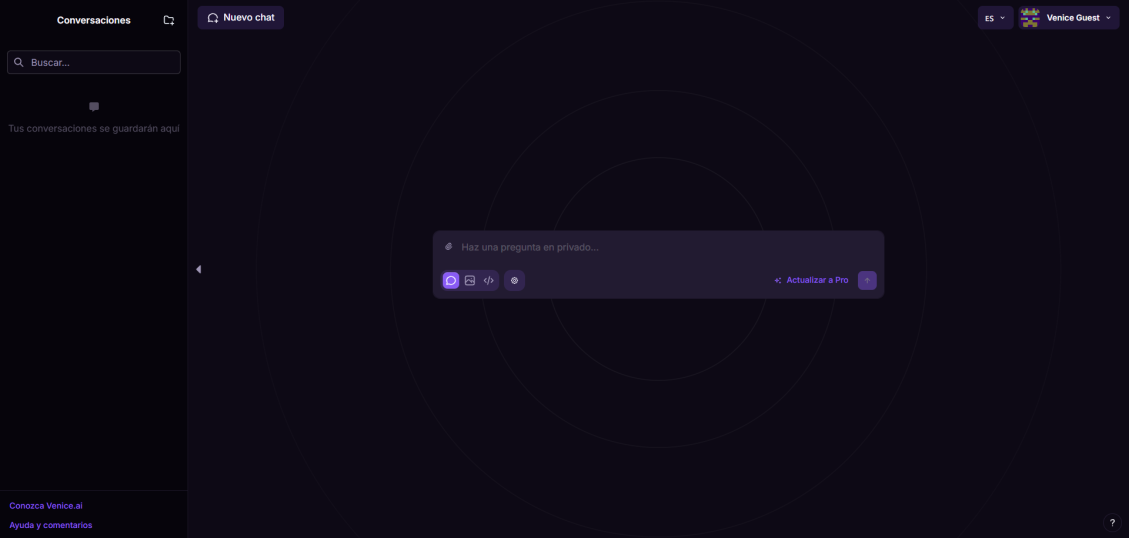 Conversaciones
Nuevo chat
ES
Venice Guest
Buscar...
Tus conversaciones se guardarán aquí
Haz una pregunta en privado...
Actualizar a Pro
Conozca Venice.ai
Ayuda y comentarios
?